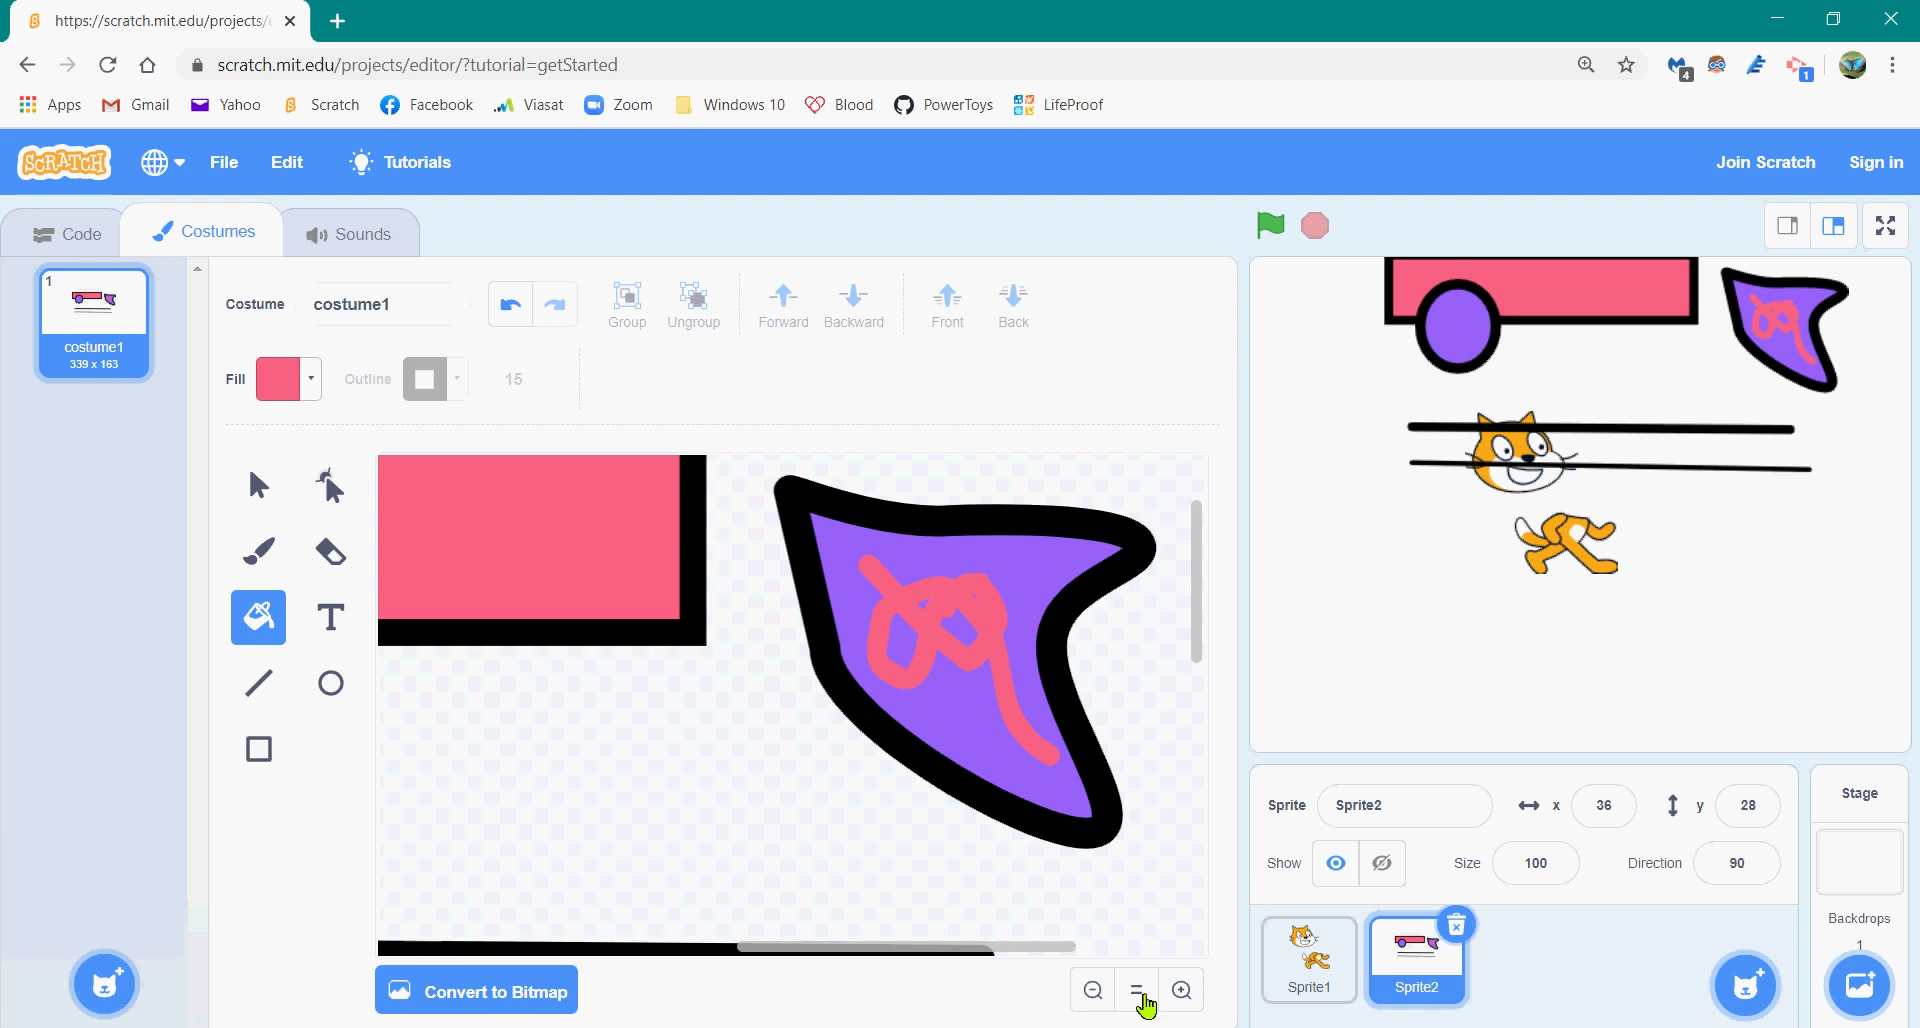 https://scratch.mit.edu/projects/e
scratch.mit.edu/projects/editor/?tutorial=getStarted
4
1
Apps Gmail Yahoo Scratch Facebook Viasat Zoom Windows 10 Blood PowerToys LifeProof
SCRATCH File Edit Tutorials Join Scratch Sign in
Code Costumes Sounds
1
costume1
339 x 163
Costume costume1
Group Ungroup Forward Backward Front Back
Fill Outline 15
Convert to Bitmap
Sprite Sprite2 x 36 y 28
Show Size 100 Direction 90
Sprite1 Sprite2
Stage
Backdrops
1